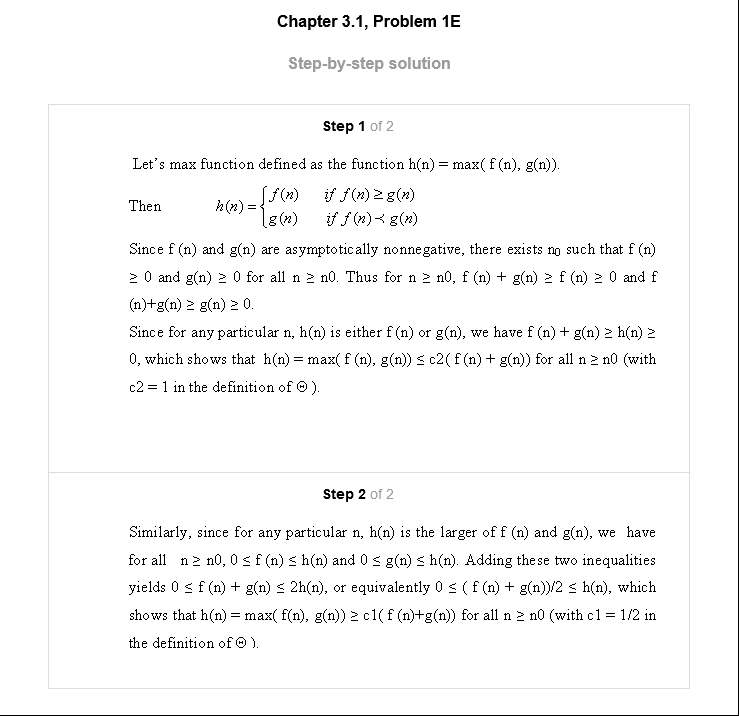 Chapter 3.1, Problem 1E
Step-by-step solution
Step 1 of 2
Let's max function defined as the function h(n) = max( f (n), g(n)).
Then h(n) = { f(n) if f(n) ≥ g(n)
g(n) if f(n) ≺ g(n)
Since f (n) and g(n) are asymptotically nonnegative, there exists n₀ such that f (n)
≥ 0 and g(n) ≥ 0 for all n ≥ n0. Thus for n ≥ n0, f (n) + g(n) ≥ f (n) ≥ 0 and f
(n)+g(n) ≥ g(n) ≥ 0.
Since for any particular n, h(n) is either f (n) or g(n), we have f (n) + g(n) ≥ h(n) ≥
0, which shows that h(n) = max( f (n), g(n)) ≤ c2( f (n) + g(n)) for all n ≥ n0 (with
c2 = 1 in the definition of Θ ).
Step 2 of 2
Similarly, since for any particular n, h(n) is the larger of f (n) and g(n), we have
for all n ≥ n0, 0 ≤ f (n) ≤ h(n) and 0 ≤ g(n) ≤ h(n). Adding these two inequalities
yields 0 ≤ f (n) + g(n) ≤ 2h(n), or equivalently 0 ≤ ( f (n) + g(n))/2 ≤ h(n), which
shows that h(n) = max( f(n), g(n)) ≥ c1( f (n)+g(n)) for all n ≥ n0 (with c1 = 1/2 in
the definition of Θ ).